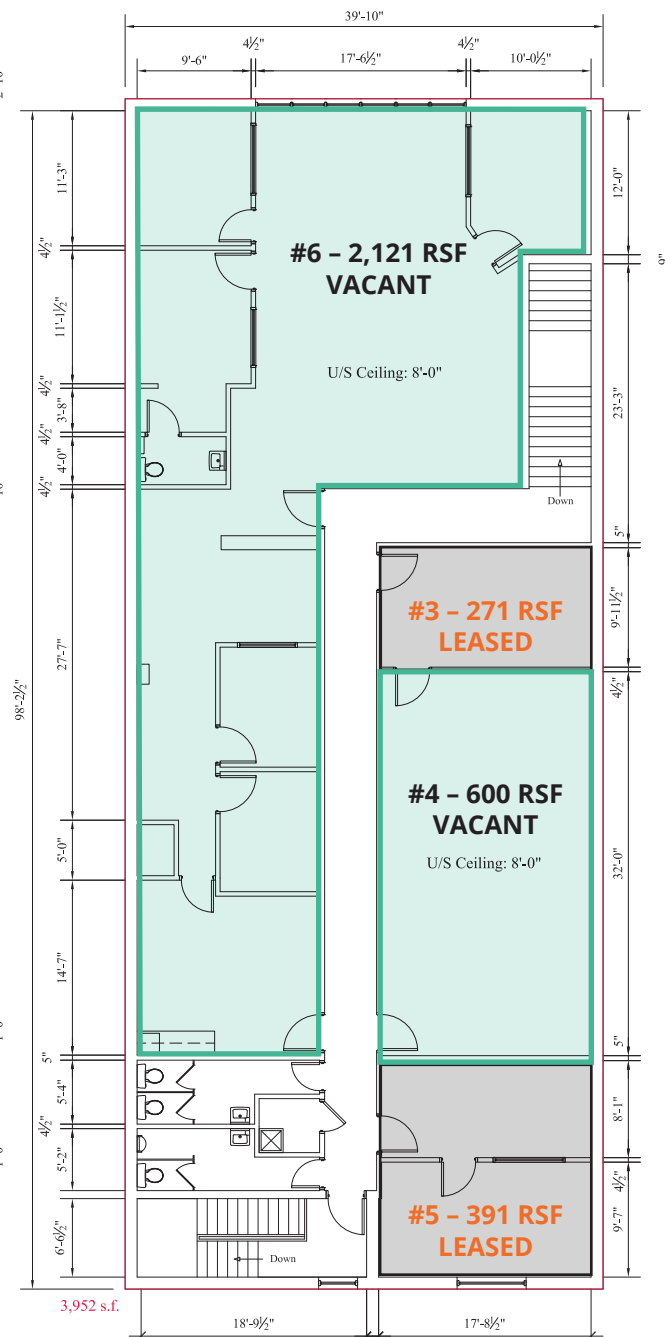 39'-10"
4½"
4½"
9'-6"
17'-6½"
10'-0½"
11'-3"
12'-0"
#6 – 2,121 RSF
VACANT
4½"
9"
11'-1½"
U/S Ceiling: 8'-0"
4½"
3'-8"
23'-3"
4½"
4'-0"
4½"
Down
5"
27'-7"
9'-11½"
#3 – 271 RSF
LEASED
4½"
98'-2½"
#4 – 600 RSF
VACANT
U/S Ceiling: 8'-0"
5'-0"
32'-0"
14'-7"
5"
5"
5'-4"
8'-1"
4½"
5'-2"
4½"
#5 – 391 RSF
LEASED
9'-7"
6'-6½"
Down
3,952 s.f.
18'-9½"
17'-8½"